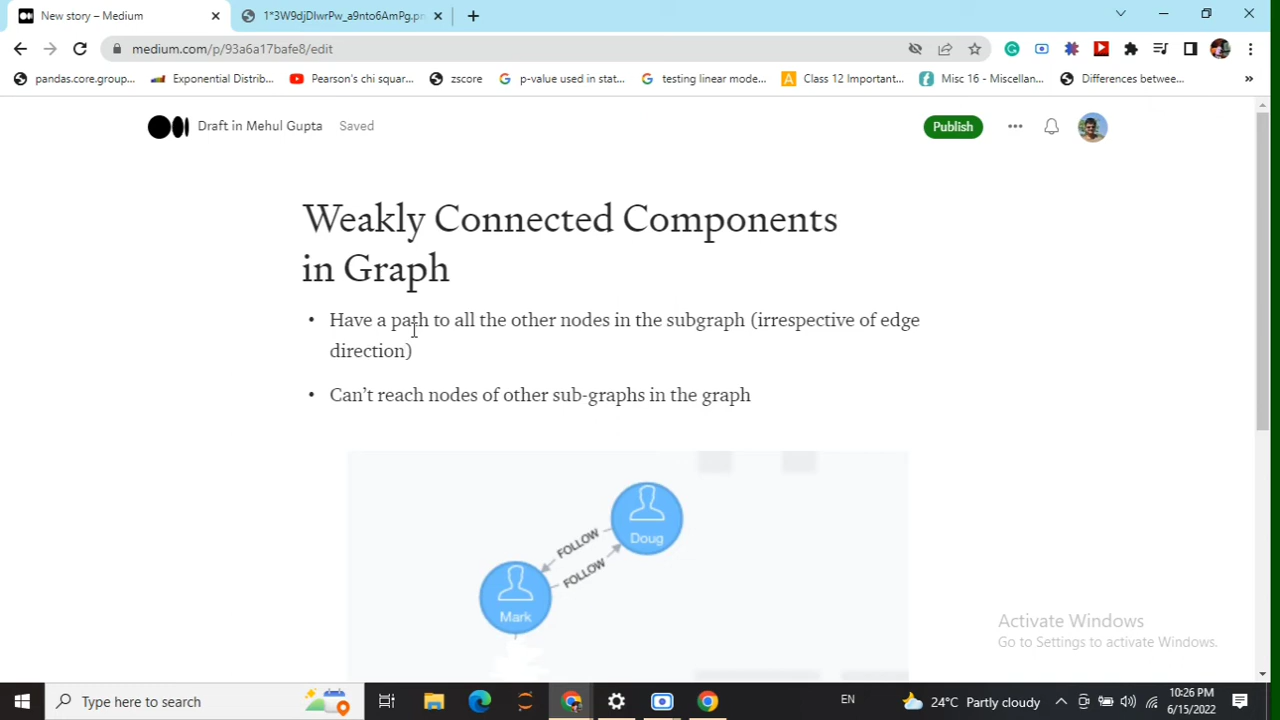 New story – Medium
1*3W9djDIwrPw_a9nto6AmPg.pn
medium.com/p/93a6a17bafe8/edit
pandas.core.group...
Exponential Distrib...
Pearson's chi squar...
zscore
p-value used in stat...
testing linear mode...
Class 12 Important...
Misc 16 - Miscellan...
Differences betwee...
»
Draft in Mehul Gupta
Saved
Publish
Weakly Connected Components
in Graph
• Have a path to all the other nodes in the subgraph (irrespective of edge
direction)
• Can't reach nodes of other sub-graphs in the graph
Doug
FOLLOW
FOLLOW
Mark
Activate Windows
Go to Settings to activate Windows.
Type here to search
EN
24°C Partly cloudy
10:26 PM
6/15/2022